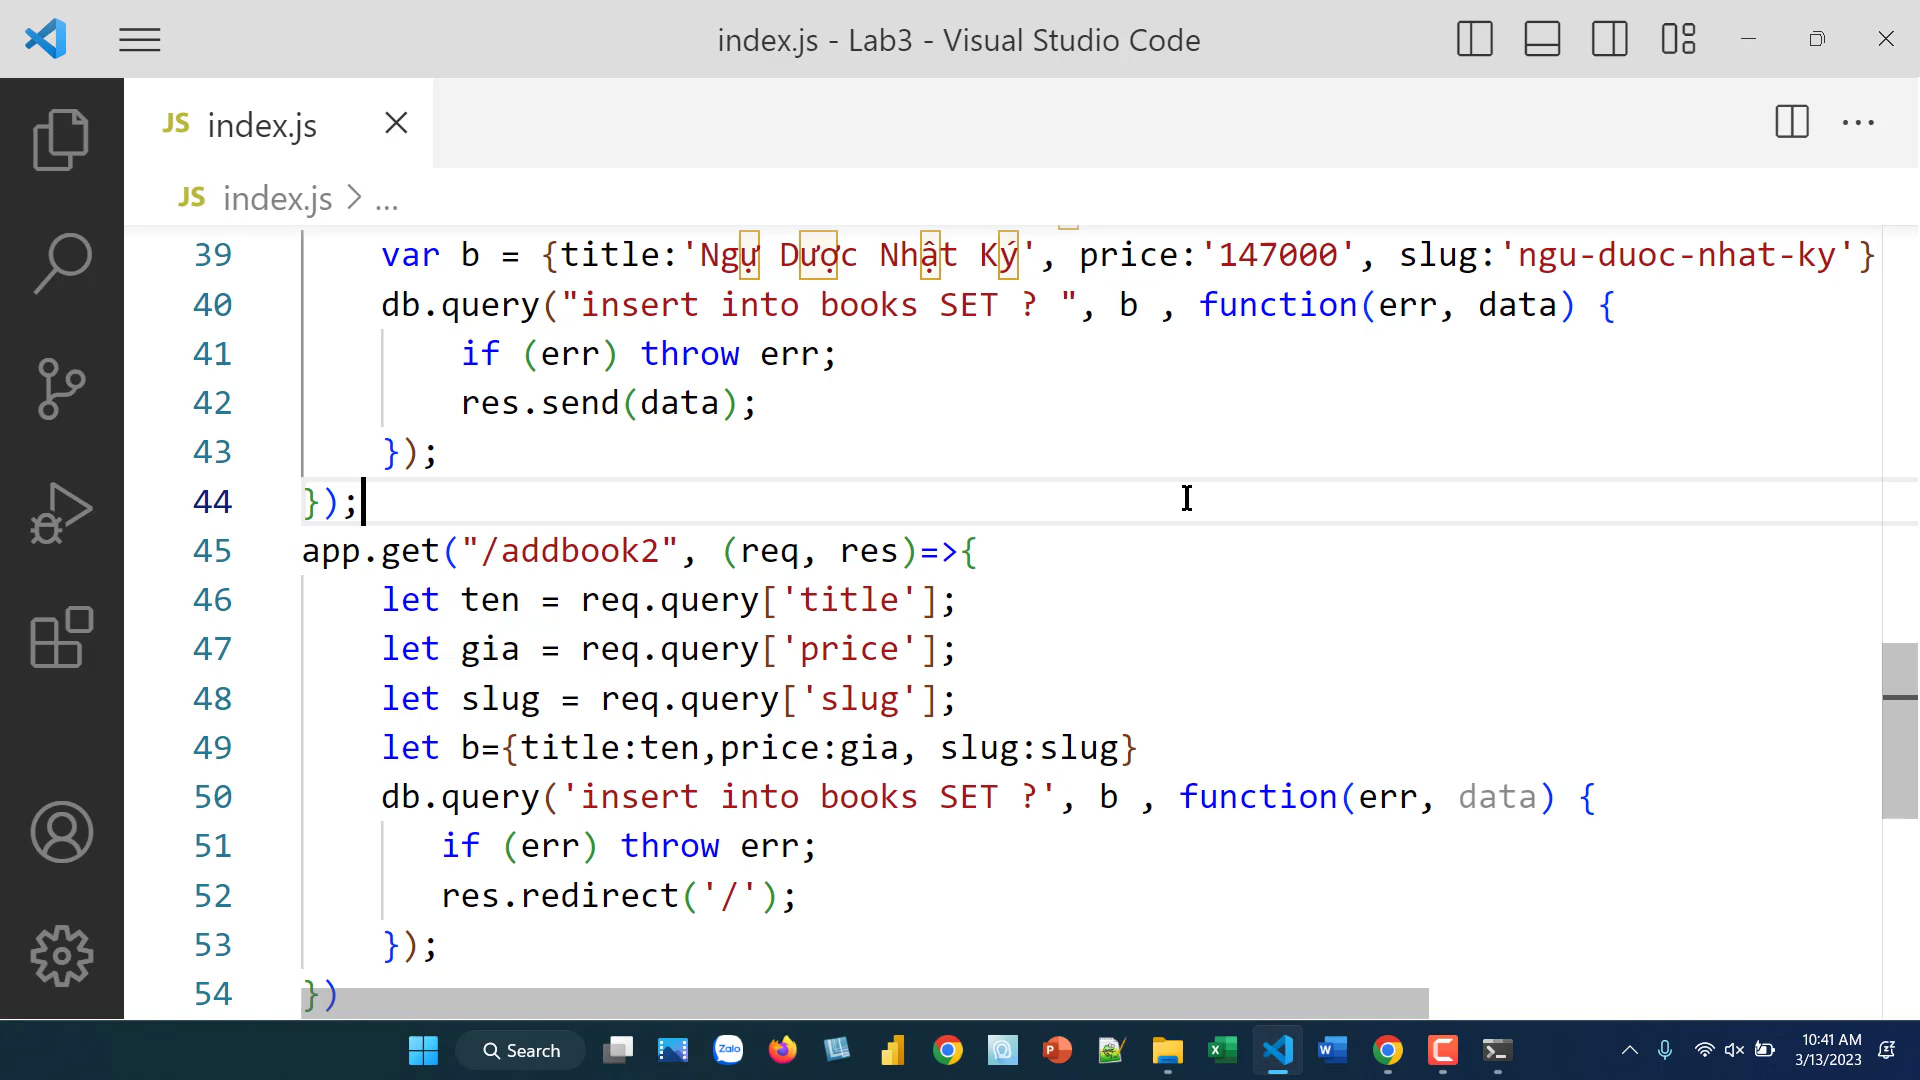 index.js - Lab3 - Visual Studio Code
JS index.js
JS index.js > ...
39 var b = {title:'Ngự Dược Nhật Ký', price:'147000', slug:'ngu-duoc-nhat-ky'}
40 db.query("insert into books SET ? ", b , function(err, data) {
41 if (err) throw err;
42 res.send(data);
43 });
44 });
45 app.get("/addbook2", (req, res)=>{
46 let ten = req.query['title'];
47 let gia = req.query['price'];
48 let slug = req.query['slug'];
49 let b={title:ten,price:gia, slug:slug}
50 db.query('insert into books SET ?', b , function(err, data) {
51 if (err) throw err;
52 res.redirect('/');
53 });
54 })
Search
Zalo
10:41 AM
3/13/2023